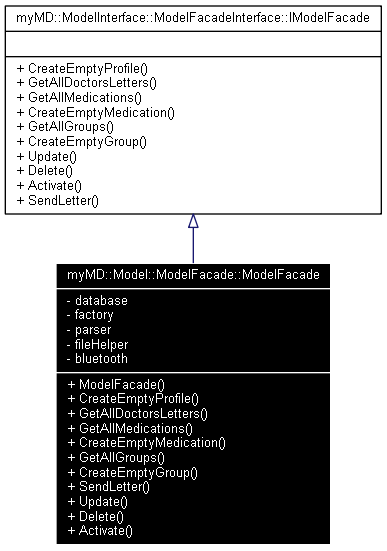 myMD::ModelInterface::ModelFacadeInterface::IModelFacade
+ CreateEmptyProfile()
+ GetAllDoctorsLetters()
+ GetAllMedications()
+ CreateEmptyMedication()
+ GetAllGroups()
+ CreateEmptyGroup()
+ Update()
+ Delete()
+ Activate()
+ SendLetter()
myMD::Model::ModelFacade::ModelFacade
- database
- factory
- parser
- fileHelper
- bluetooth
+ ModelFacade()
+ CreateEmptyProfile()
+ GetAllDoctorsLetters()
+ GetAllMedications()
+ CreateEmptyMedication()
+ GetAllGroups()
+ CreateEmptyGroup()
+ SendLetter()
+ Update()
+ Delete()
+ Activate()